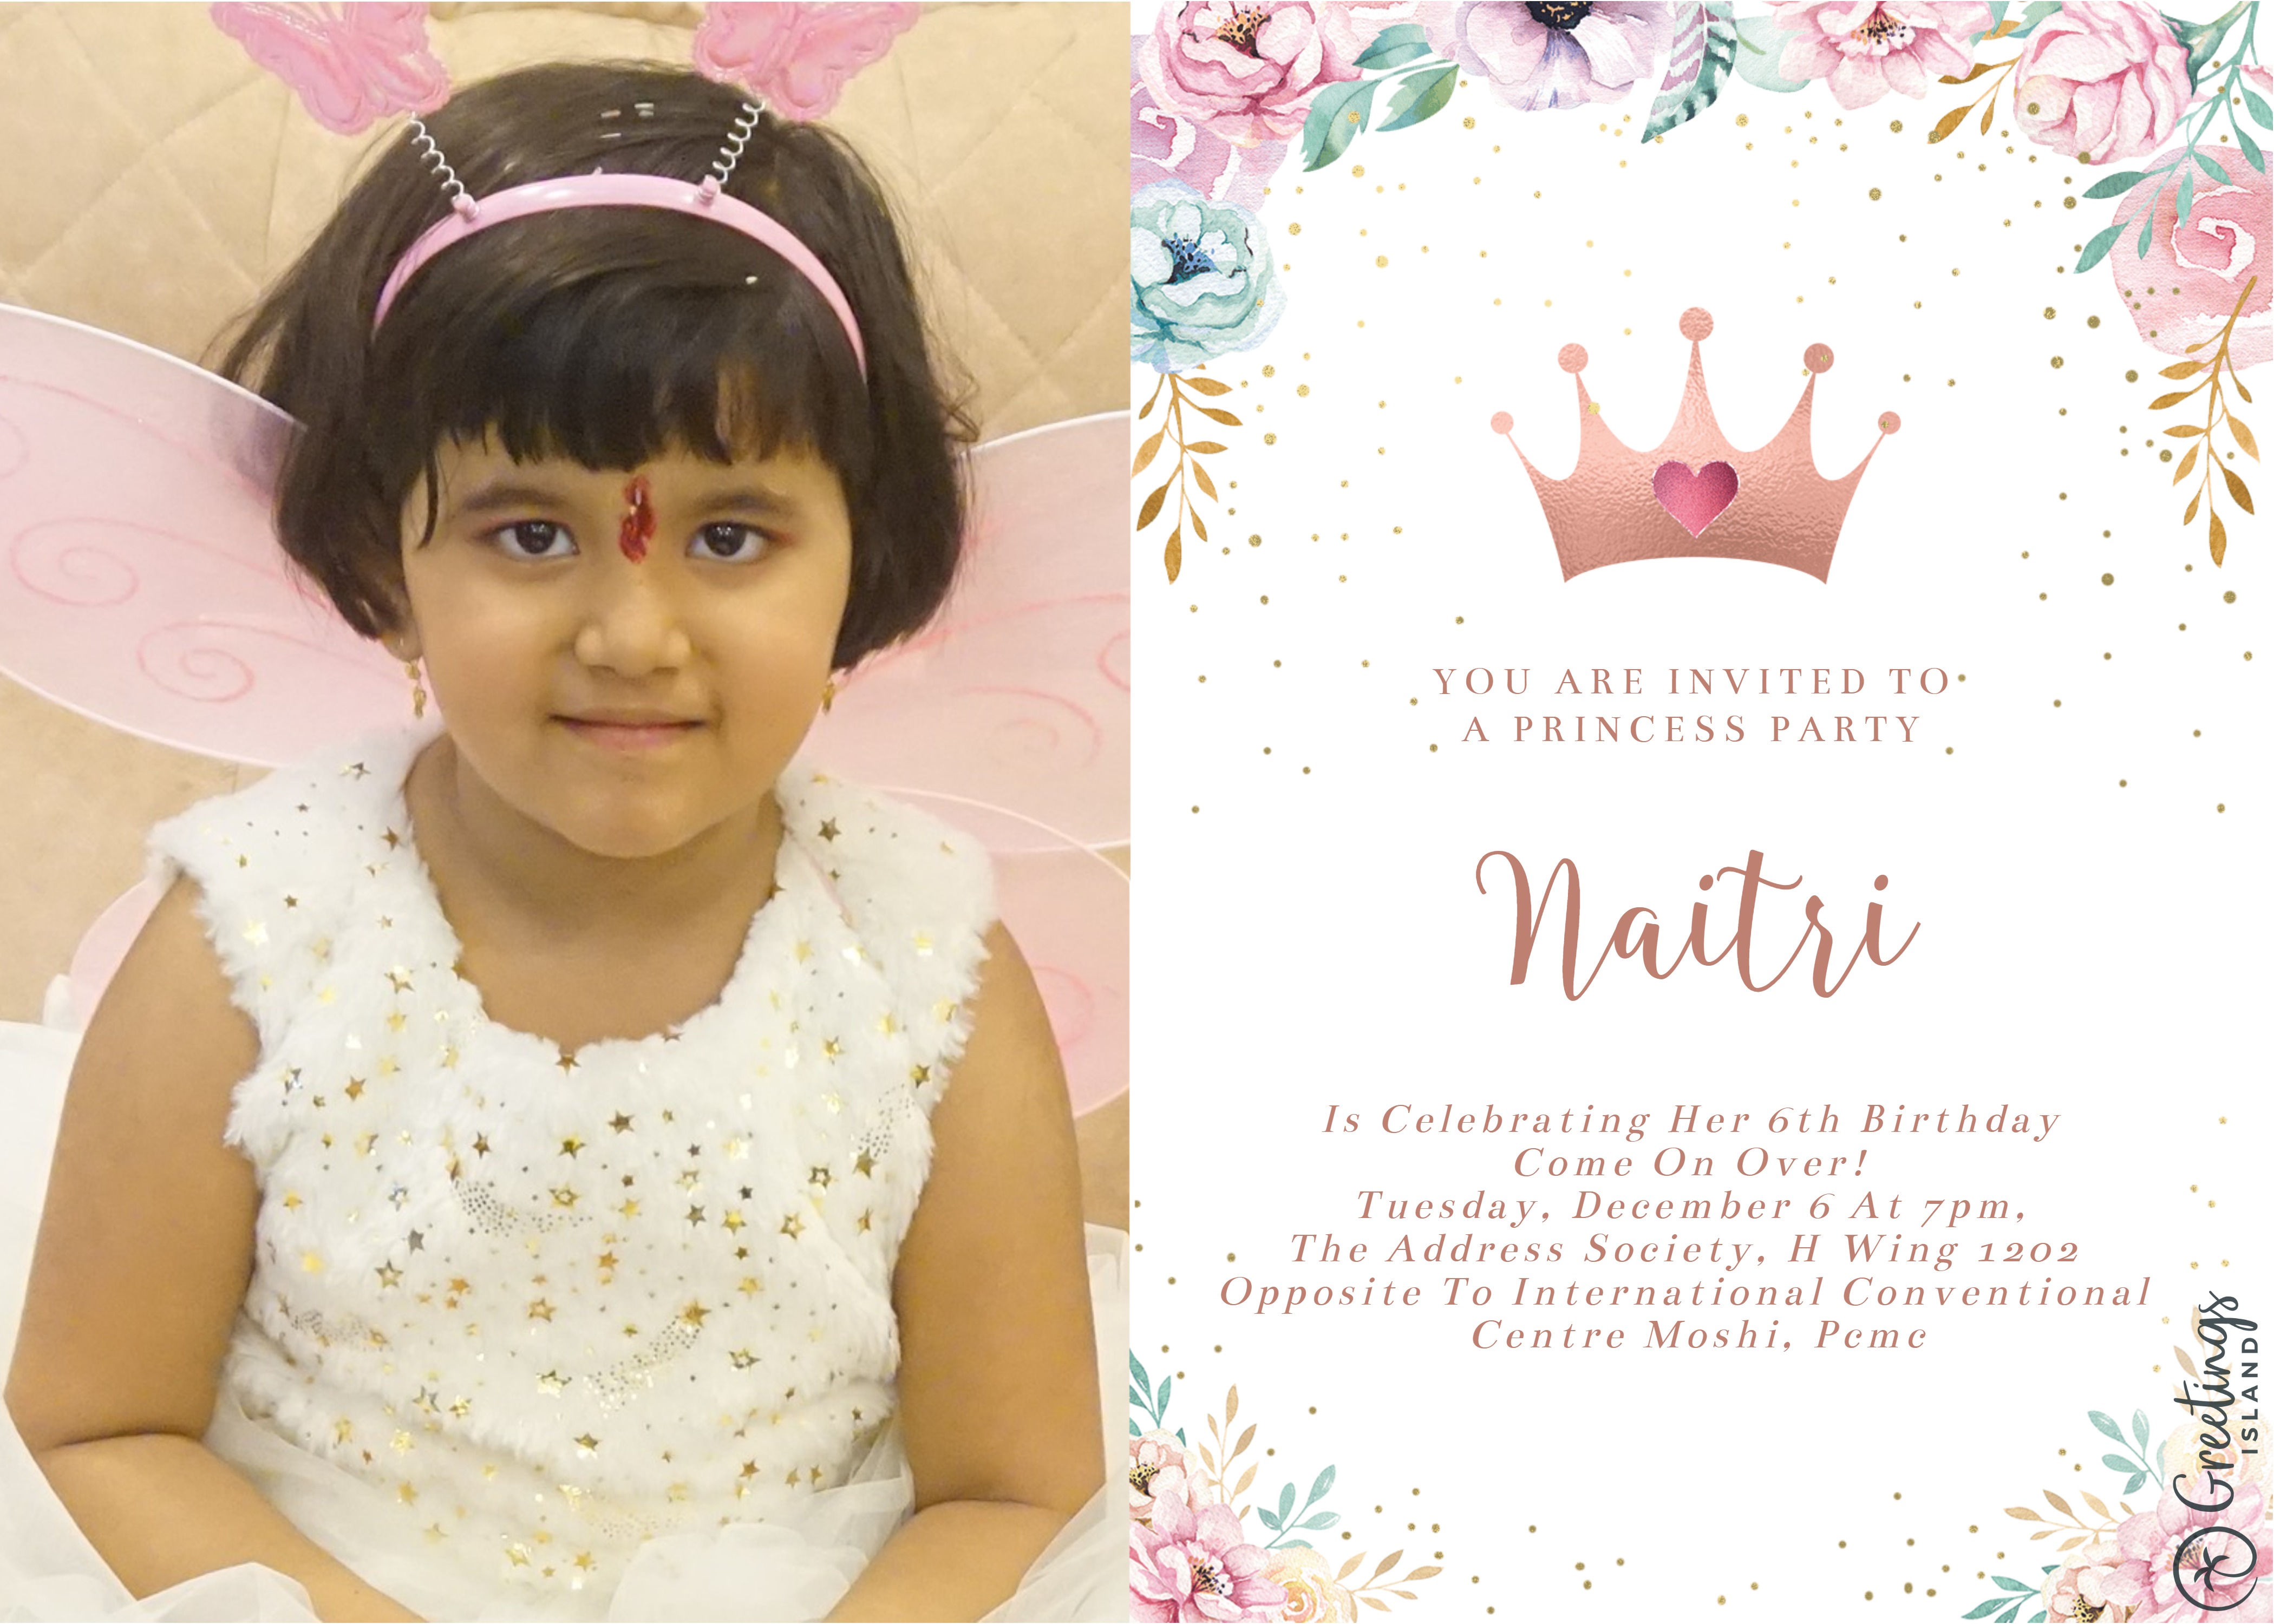 YOU ARE INVITED TO
A PRINCESS PARTY
Naitri
Is Celebrating Her 6th Birthday
Come On Over!
Tuesday, December 6 At 7pm,
The Address Society, H Wing 1202
Opposite To International Conventional
Centre Moshi, Pcmc
Greetings
ISLAND